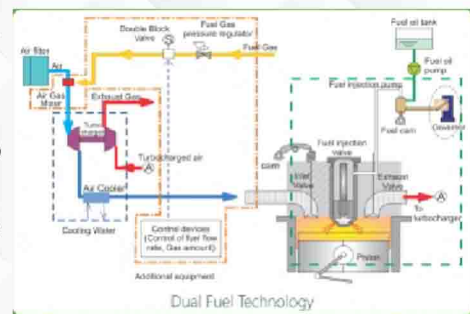 Double Block
Valve
Fuel Gas
pressure regulator
Fuel Gas
Air filter
Air
Air Gas
Mixer
Exhaust Gas
Turbocharged air
A
Air Cooler
Cooling Water
Control devices
(Control of fuel flow
rate, Gas amount)
Additional equipment
Fuel oil tank
Fuel oil
pump
Fuel injection pump
Fuel cam
Governor
Fuel injection
valve
cam
Inlet
Valve
Exhaust
Valve
A
To
turbocharger
Piston
Dual Fuel Technology